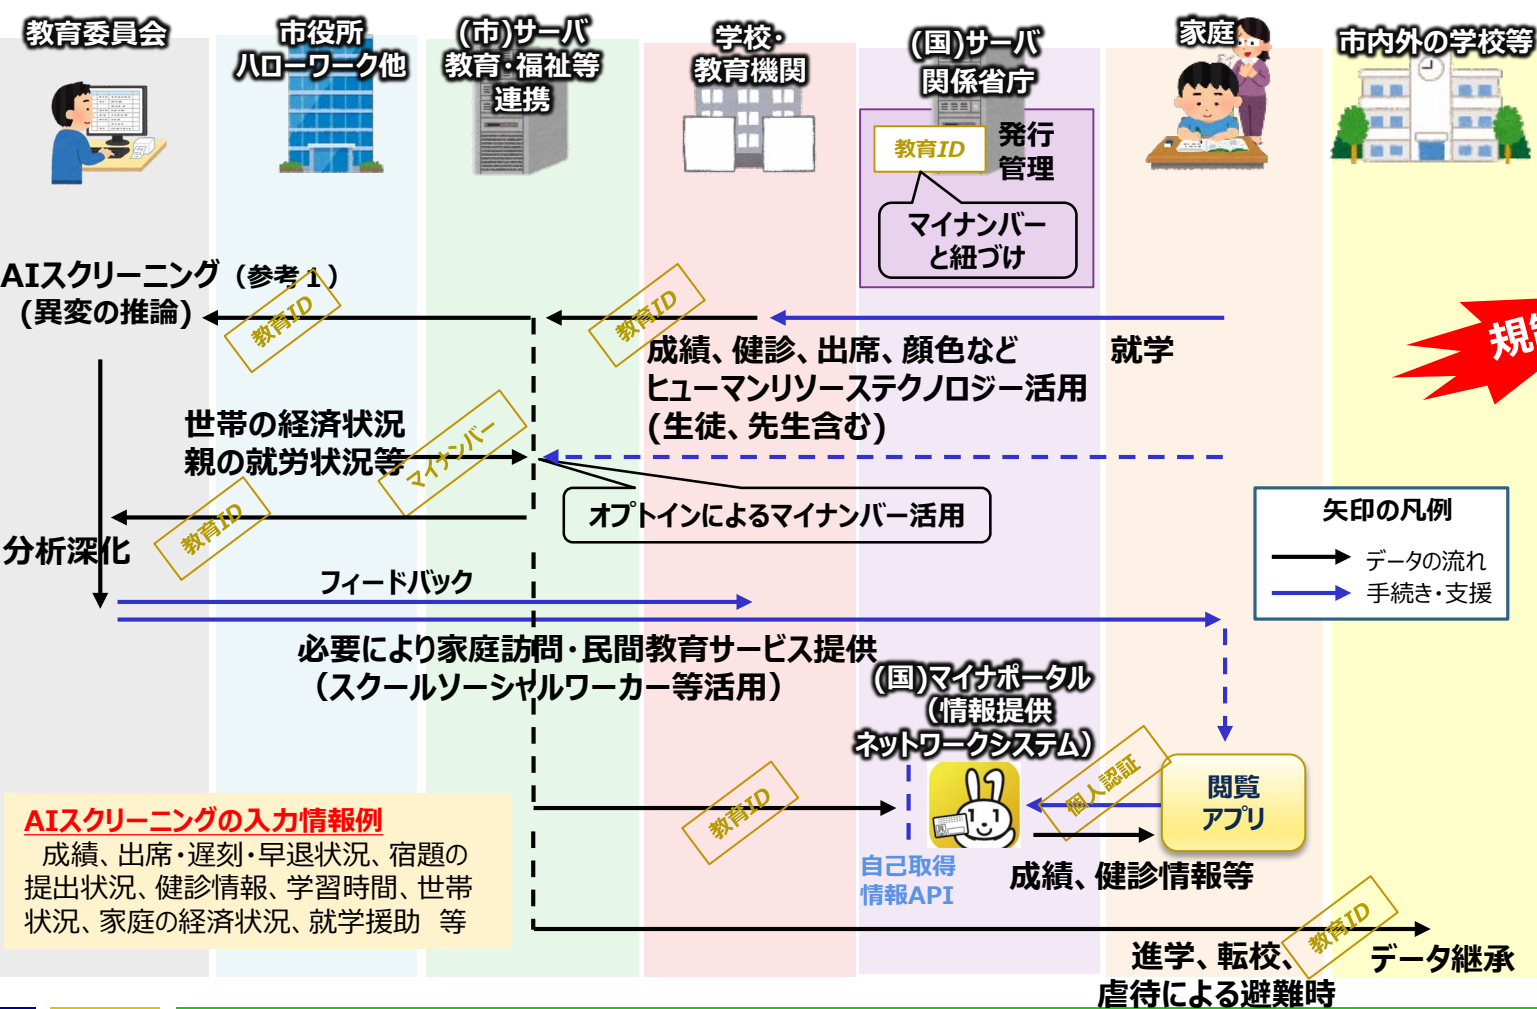 教育委員会
市役所
ハローワーク他
(市)サーバ
教育･福祉等
連携
学校･
教育機関
(国)サーバ
関係省庁
家庭
市内外の学校等
教育ID
発行
管理
マイナンバー
と紐づけ
AIスクリーニング（参考１）
(異変の推論)
教育ID
教育ID
成績、健診、出席、顔色など
ヒューマンリソーステクノロジー活用
(生徒、先生含む)
就学
世帯の経済状況
親の就労状況等
マイナンバー
オプトインによるマイナンバー活用
教育ID
分析深化
矢印の凡例
データの流れ
手続き･支援
フィードバック
必要により家庭訪問･民間教育サービス提供
（スクールソーシャルワーカー等活用）
(国)マイナポータル
（情報提供
ネットワークシステム）
教育ID
個人認証
閲覧
アプリ
自己取得
情報API
成績、健診情報等
AIスクリーニングの入力情報例
成績、出席･遅刻･早退状況、宿題の
提出状況、健診情報、学習時間、世帯
状況、家庭の経済状況、就学援助　等
教育ID
進学、転校、
虐待による避難時
データ継承